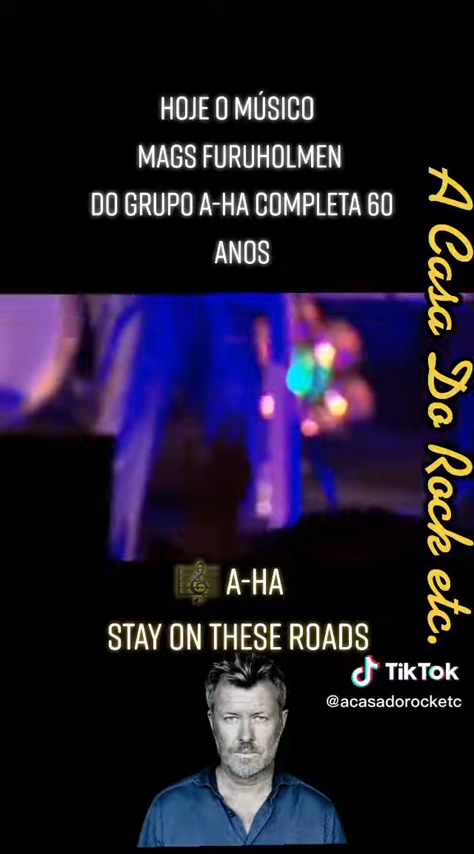 HOJE O MÚSICO
MAGS FURUHOLMEN
DO GRUPO A-HA COMPLETA 60
ANOS
A Casa Do Rock etc.
A-HA
STAY ON THESE ROADS
TikTok
@acasadorocketc